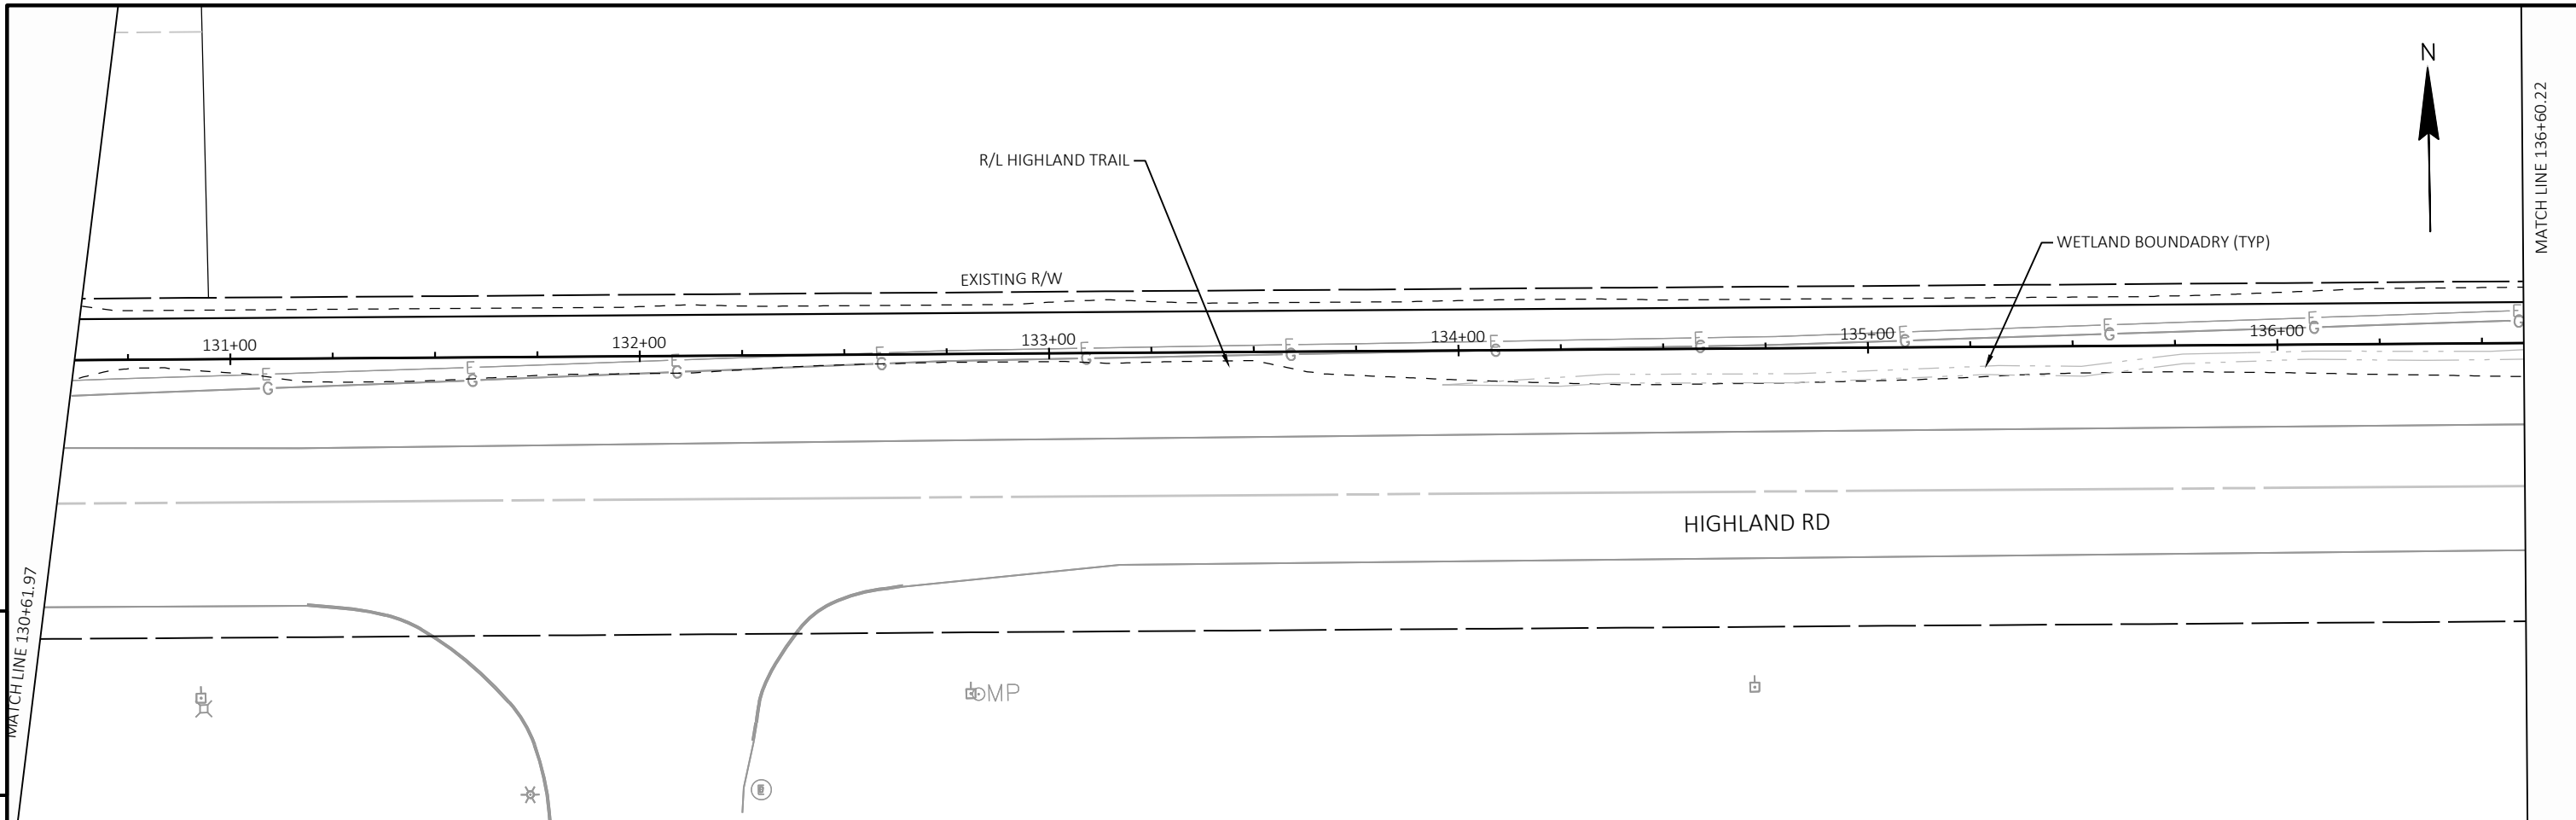 N
MATCH LINE 136+60.22
R/L HIGHLAND TRAIL
WETLAND BOUNDADRY (TYP)
EXISTING R/W
131+00
132+00
133+00
134+00
135+00
136+00
E E E E E E E E E E E E
G G G G G G G G G G G G
HIGHLAND RD
MATCH LINE 130+61.97
MP